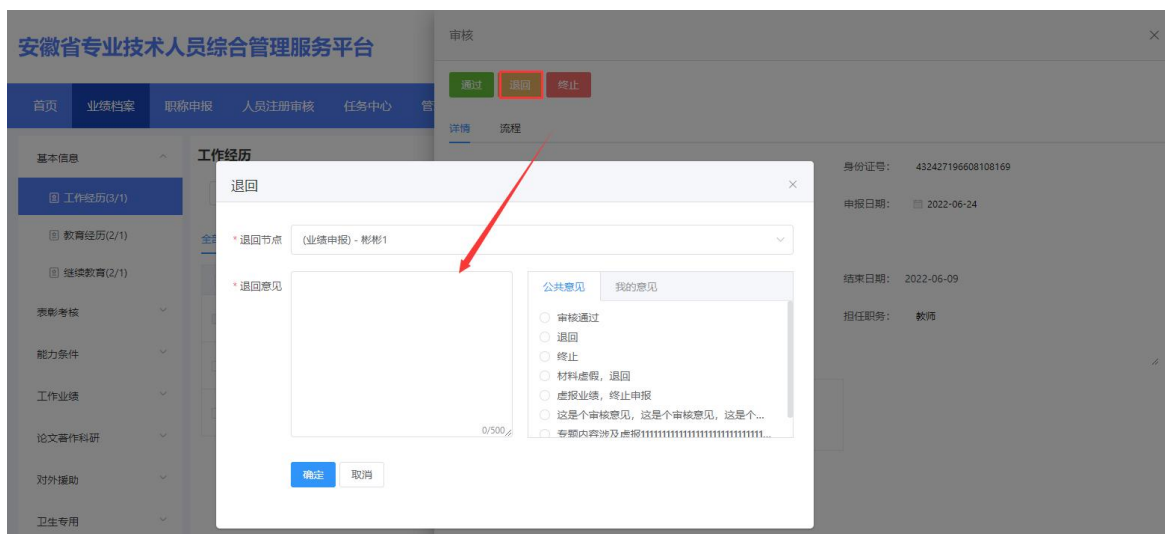 安徽省专业技术人员综合管理服务平台
审核
通过 退回 终止
首页 业绩档案 职称申报 人员注册审核 任务中心 管
详情 流程
基本信息
工作经历
身份证号: 432427196608108169
工作经历(3/1)
退回
申报日期: 2022-06-24
教育经历(2/1)
*退回节点 (业绩申报) - 彬彬1
继续教育(2/1)
*退回意见
公共意见 我的意见
结束日期: 2022-06-09
表彰考核
审核通过
担任职务: 教师
退回
能力条件
终止
材料虚假，退回
工作业绩
虚报业绩，终止申报
这是个审核意见，这是个审核意见，这是个...
论文著作科研
0/500
对外援助
确定 取消
卫生专用